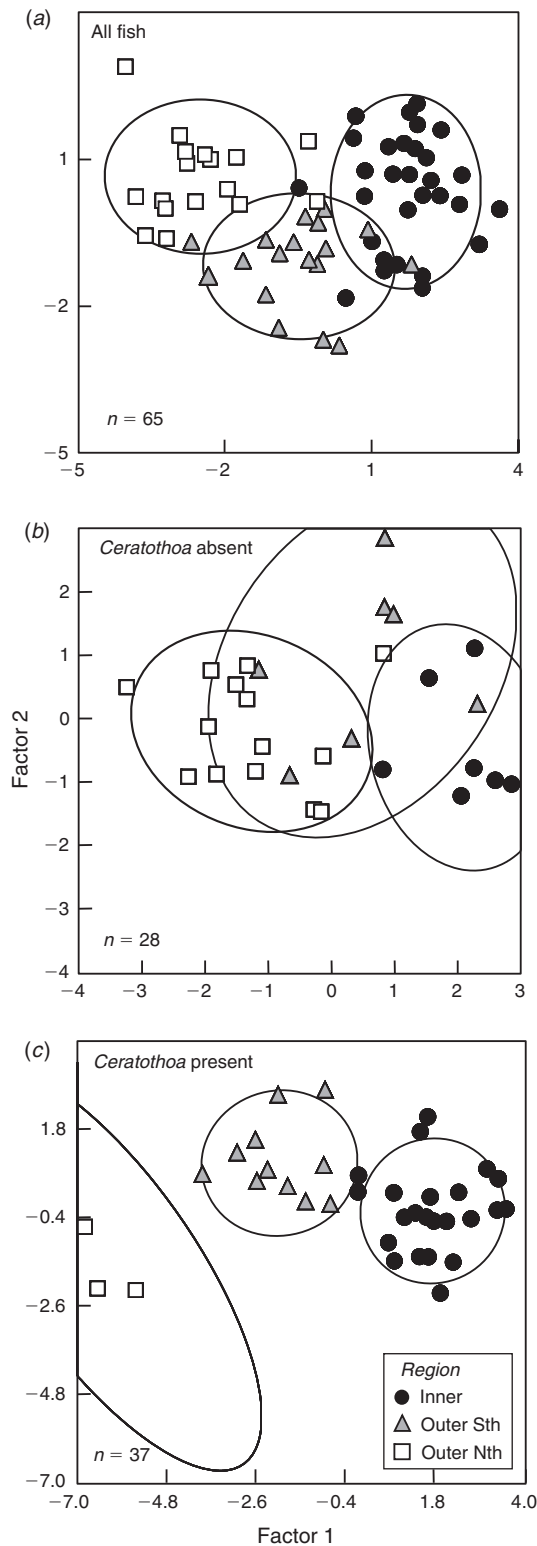 (a)
All fish
1
−2
−5
n = 65
−5 −2 1 4
(b)
Ceratothoa absent
2
1
0
−1
−2
−3
−4
Factor 2
n = 28
−4 −3 −2 −1 0 1 2 3
(c)
Ceratothoa present
1.8
−0.4
−2.6
−4.8
−7.0
Region
Inner
Outer Sth
Outer Nth
n = 37
−7.0 −4.8 −2.6 −0.4 1.8 4.0
Factor 1